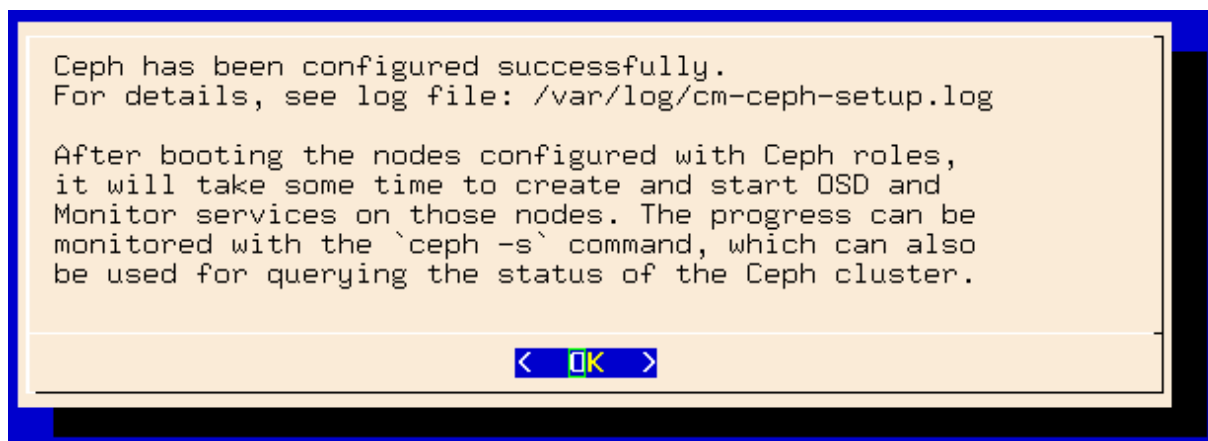 Ceph has been configured successfully.
For details, see log file: /var/log/cm-ceph-setup.log
After booting the nodes configured with Ceph roles,
it will take some time to create and start OSD and
Monitor services on those nodes. The progress can be
monitored with the `ceph -s` command, which can also
be used for querying the status of the Ceph cluster.
< OK >